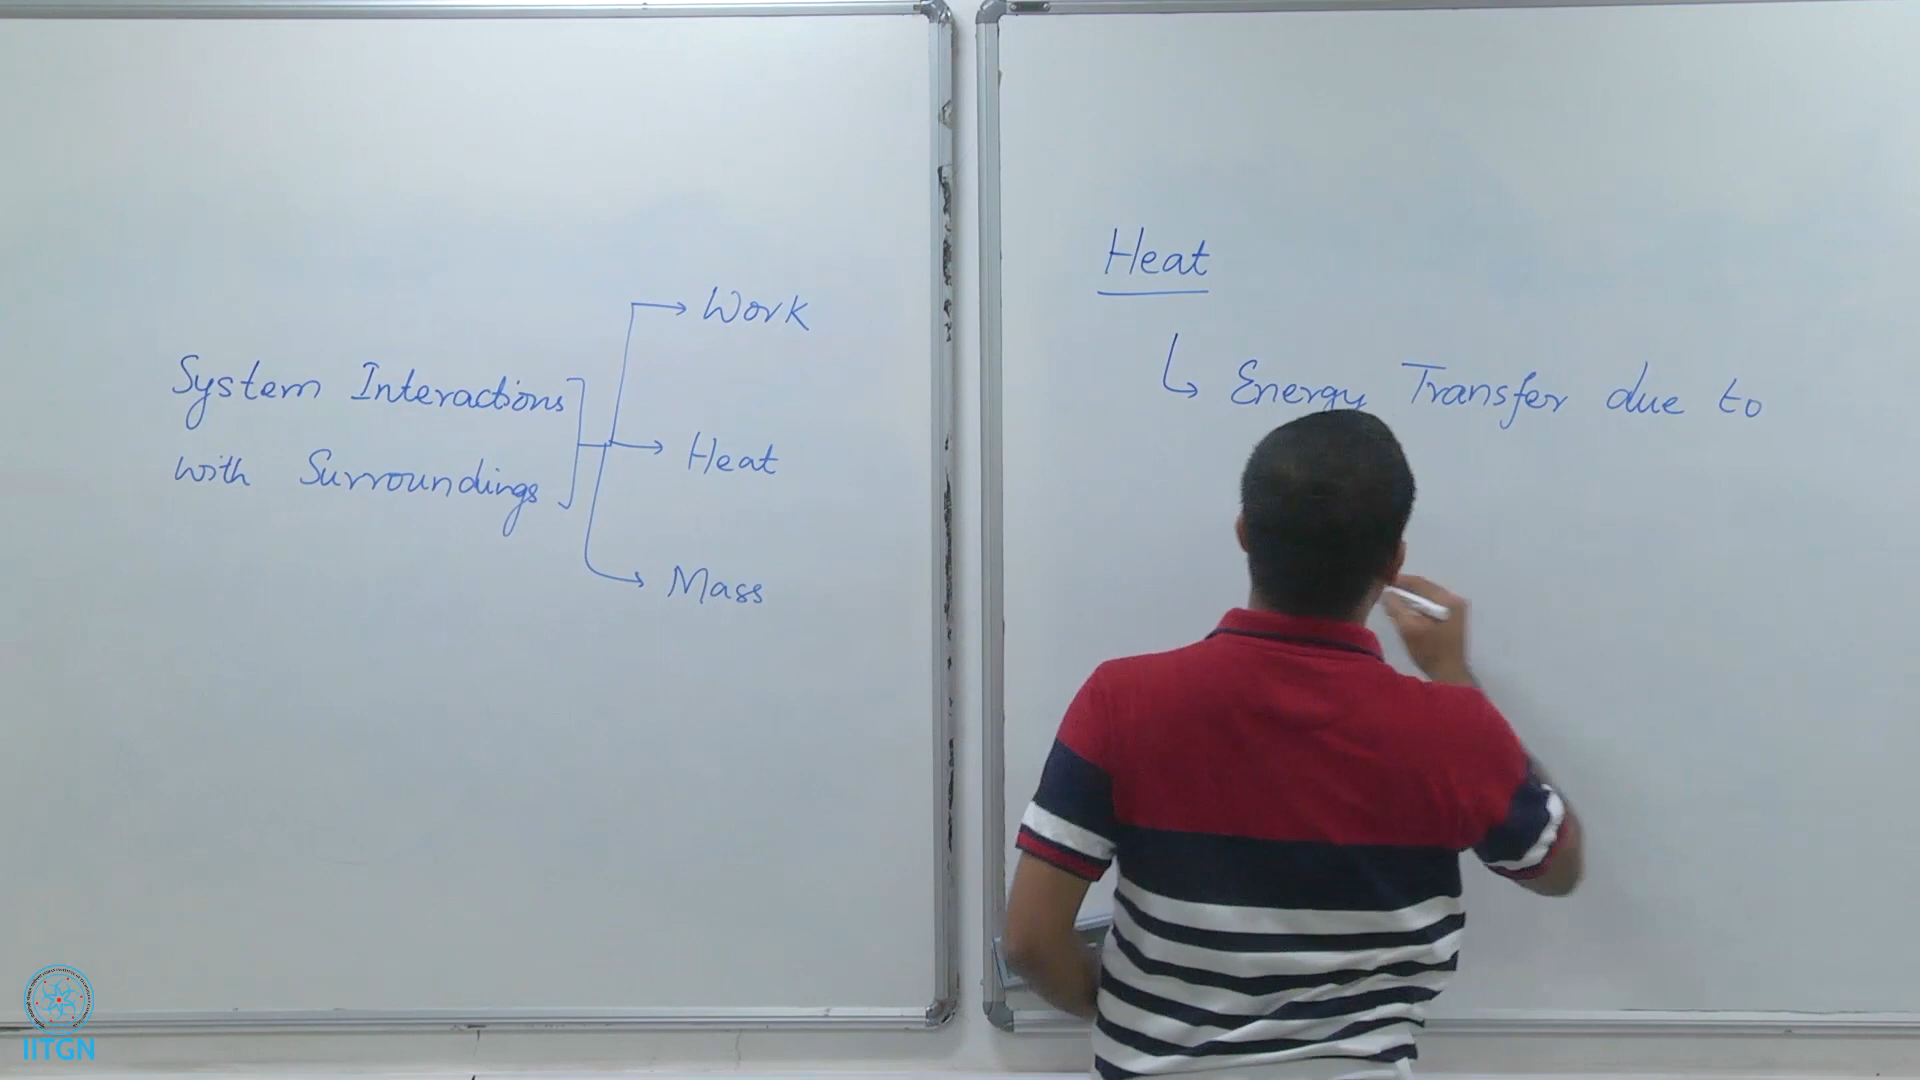 System Interactions
with Surroundings
Work
Heat
Mass
Heat
Energy Transfer due to
IITGN